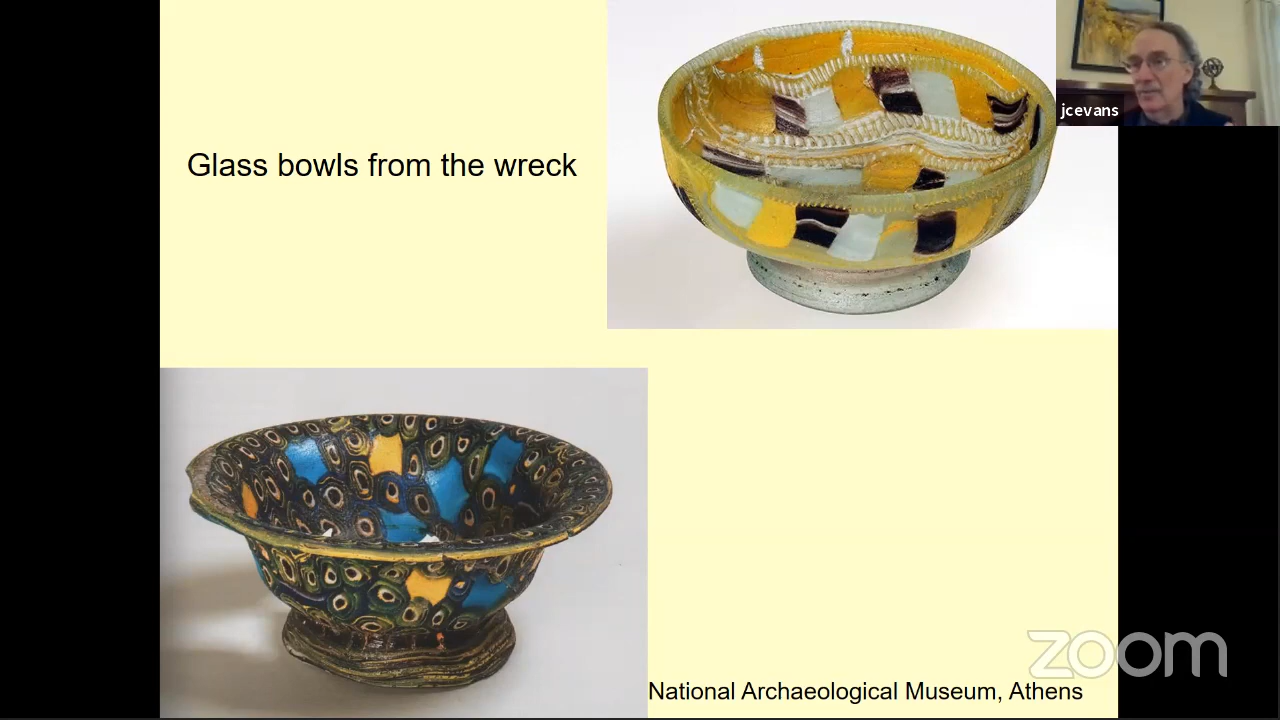 jcevans
Glass bowls from the wreck
zoom
National Archaeological Museum, Athens